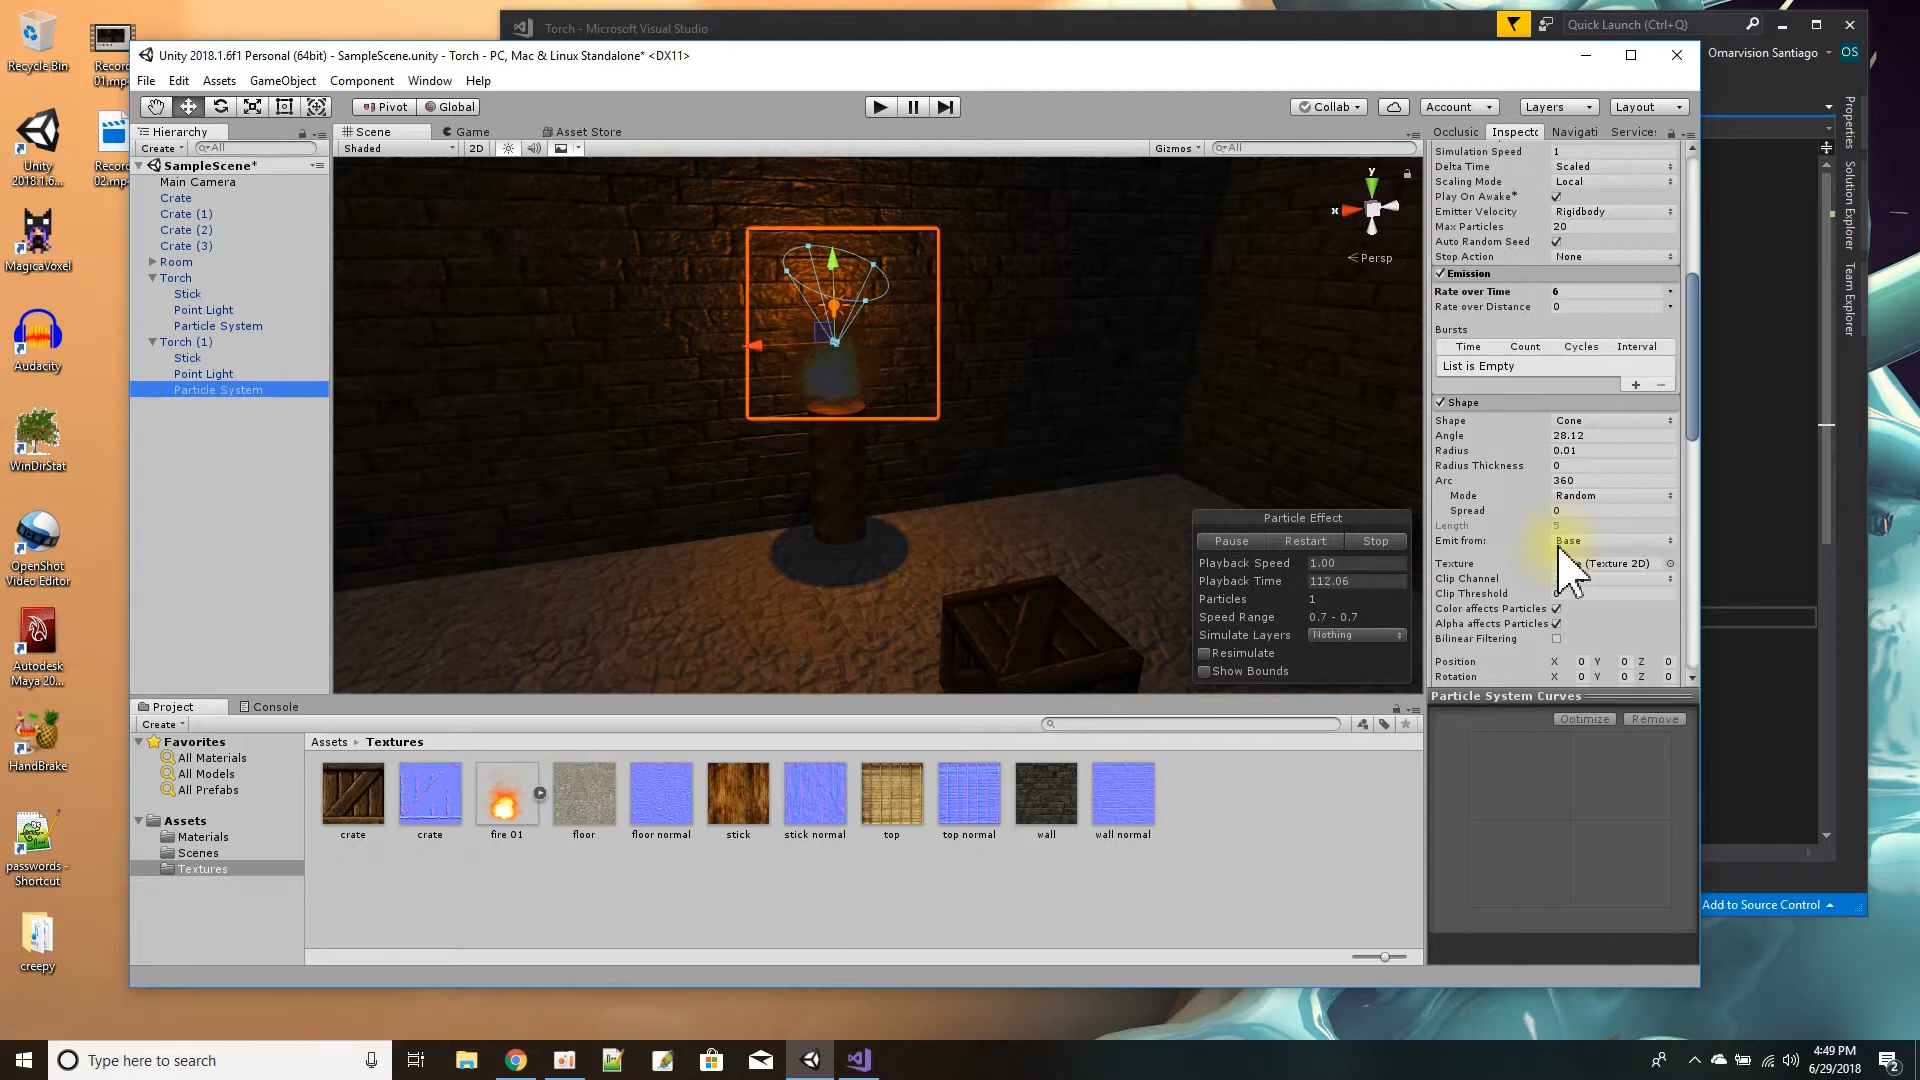 Torch - Microsoft Visual Studio
Quick Launch (Ctrl+Q)
Omarvision Santiago
OS
Unity 2018.1.6f1 Personal (64bit) - SampleScene.unity - Torch - PC, Mac & Linux Standalone* <DX11>
File Edit Assets GameObject Component Window Help
Pivot Global
Collab Account Layers Layout
Hierarchy
Create All
SampleScene*
Main Camera
Crate
Crate (1)
Crate (2)
Crate (3)
Room
Torch
Stick
Point Light
Particle System
Torch (1)
Stick
Point Light
Particle System
Scene Game Asset Store
Shaded 2D Gizmos All
y
x
Persp
Particle Effect
Pause Restart Stop
Playback Speed 1.00
Playback Time 112.06
Particles 1
Speed Range 0.7 - 0.7
Simulate Layers Nothing
Resimulate
Show Bounds
Occlusic Inspecto Navigati Services
Simulation Speed 1
Delta Time Scaled
Scaling Mode Local
Play On Awake*
Emitter Velocity Rigidbody
Max Particles 20
Auto Random Seed
Stop Action None
Emission
Rate over Time 6
Rate over Distance 0
Bursts
Time Count Cycles Interval
List is Empty
Shape
Shape Cone
Angle 28.12
Radius 0.01
Radius Thickness 0
Arc 360
Mode Random
Spread 0
Length 5
Emit from: Base
Texture (Texture 2D)
Clip Channel
Clip Threshold
Color affects Particles
Alpha affects Particles
Bilinear Filtering
Position X 0 Y 0 Z 0
Rotation X 0 Y 0 Z 0
Particle System Curves
Optimize Remove
Properties
Solution Explorer
Team Explorer
Add to Source Control
Project Console
Create
Favorites
All Materials
All Models
All Prefabs
Assets
Materials
Scenes
Textures
Assets Textures
crate crate fire 01 floor floor normal stick stick normal top top normal wall wall normal
Recycle Bin
Recor
01.mp
Unity
2018.1.6...
Recor
02.mp
MagicaVoxel
Audacity
WinDirStat
OpenShot
Video Editor
Autodesk
Maya 20...
HandBrake
passwords -
Shortcut
creepy
Type here to search
4:49 PM
6/29/2018
2